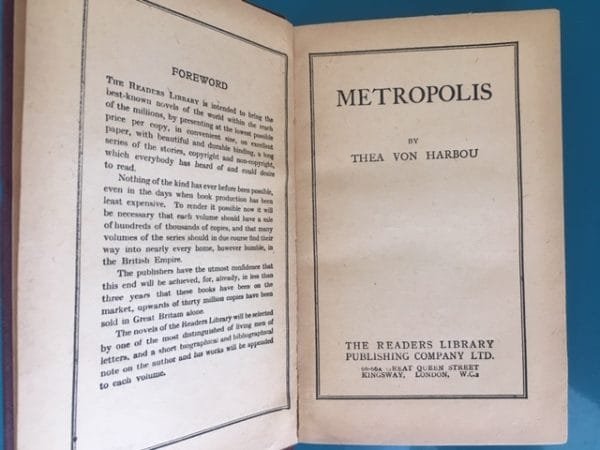 FOREWORD
THE READERS LIBRARY is intended to bring the
best-known novels of the world within the reach
of the millions, by presenting at the lowest possible
price per copy, in convenient size, on excellent
paper, with beautiful and durable binding, a long
series of the stories, copyright and non-copyright,
which everybody has heard of and could desire
to read.
Nothing of the kind has ever before been possible,
even in the days when book production has been
least expensive. To render it possible now it will
be necessary that each volume should have a sale
of hundreds of thousands of copies, and that many
volumes of the series should in due course find their
way into nearly every home, however humble, in
the British Empire.
The publishers have the utmost confidence that
this end will be achieved, for, already, in less than
three years that these books have been on the
market, upwards of thirty million copies have been
sold in Great Britain alone.
The novels of the Readers Library will be selected
by one of the most distinguished of living men of
letters, and a short biographical and bibliographical
note on the author and his works will be appended
to each volume.
METROPOLIS
BY
THEA VON HARBOU
THE READERS LIBRARY
PUBLISHING COMPANY LTD.
GREAT QUEEN STREET
KINGSWAY, LONDON, W.C.2